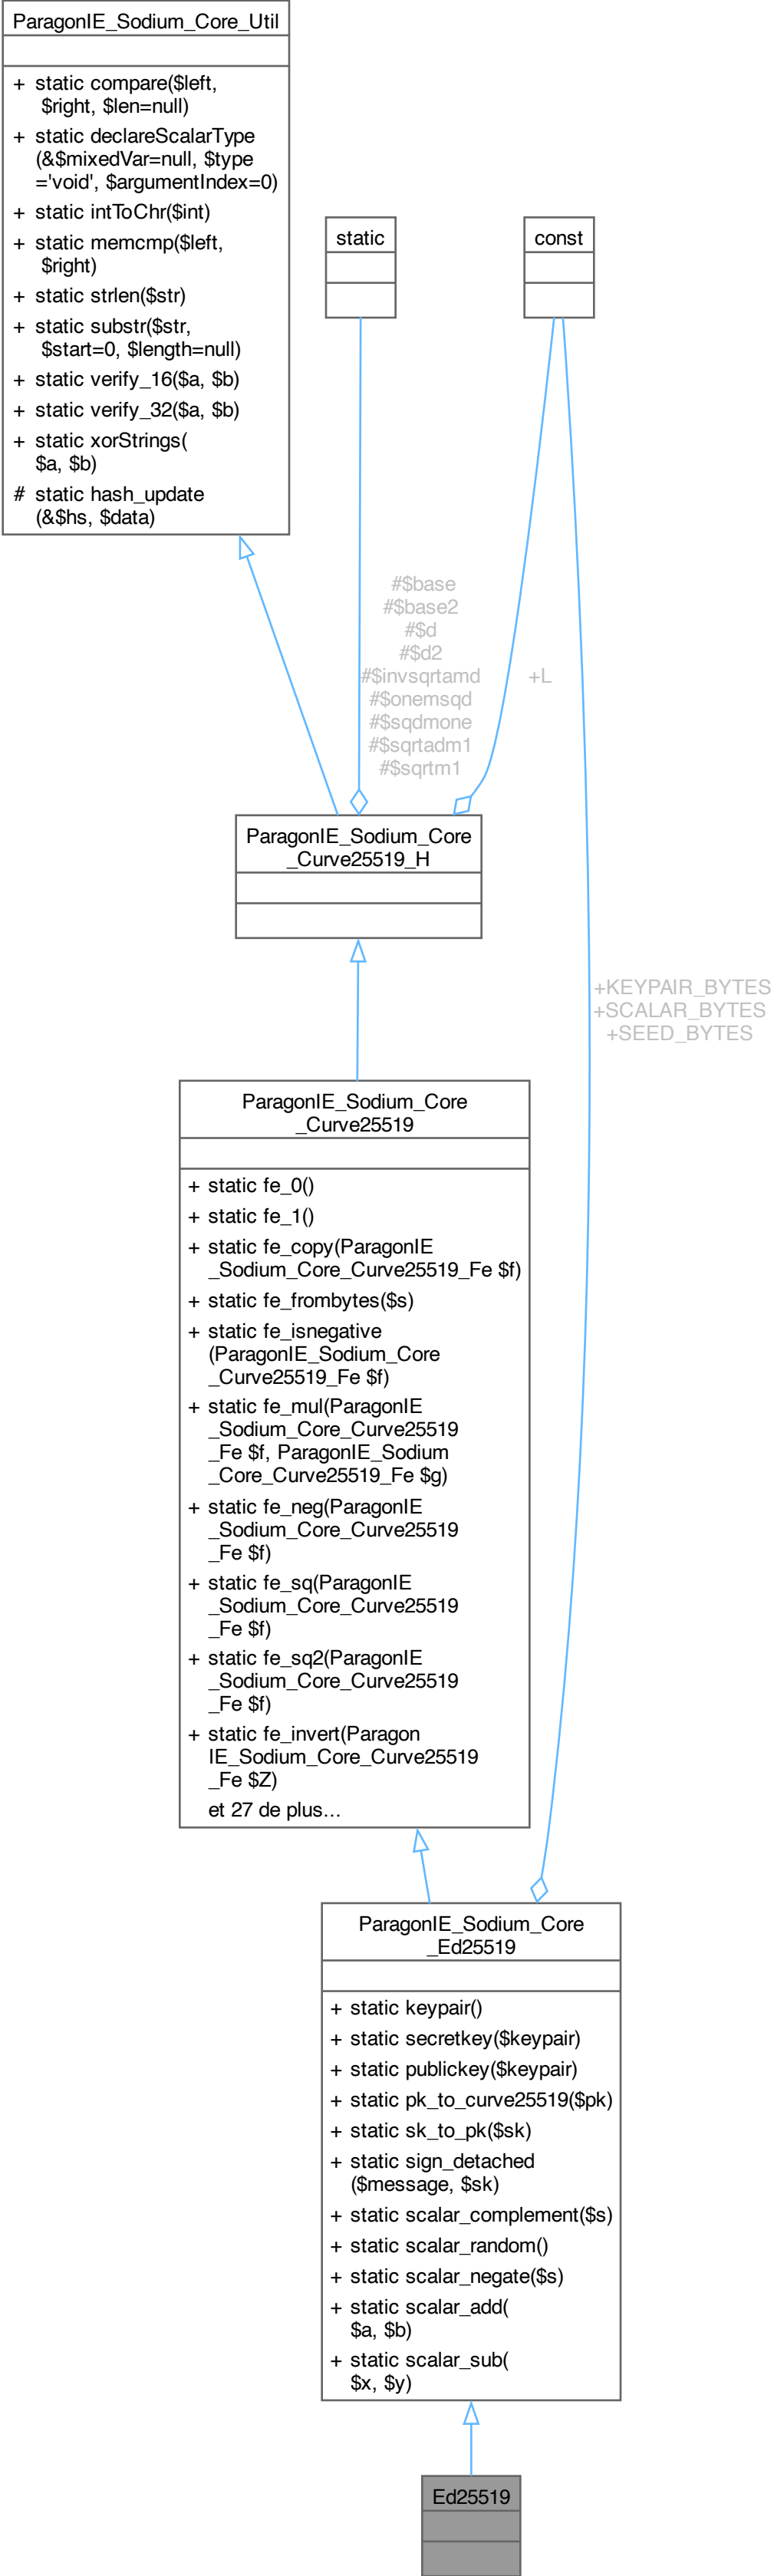 ParagonIE_Sodium_Core_Util
+ static compare($left,
$right, $len=null)
+ static declareScalarType
(&$mixedVar=null, $type
='void', $argumentIndex=0)
+ static intToChr($int)
+ static memcmp($left,
$right)
+ static strlen($str)
+ static substr($str,
$start=0, $length=null)
+ static verify_16($a, $b)
+ static verify_32($a, $b)
+ static xorStrings(
$a, $b)
# static hash_update
(&$hs, $data)
static
const
#$base
#$base2
#$d
#$d2
#$invsqrtamd
#$onemsqd
#$sqdmone
#$sqrtadm1
#$sqrtm1
+L
ParagonIE_Sodium_Core
_Curve25519_H
+KEYPAIR_BYTES
+SCALAR_BYTES
+SEED_BYTES
ParagonIE_Sodium_Core
_Curve25519
+ static fe_0()
+ static fe_1()
+ static fe_copy(ParagonIE
_Sodium_Core_Curve25519_Fe $f)
+ static fe_frombytes($s)
+ static fe_isnegative
(ParagonIE_Sodium_Core
_Curve25519_Fe $f)
+ static fe_mul(ParagonIE
_Sodium_Core_Curve25519
_Fe $f, ParagonIE_Sodium
_Core_Curve25519_Fe $g)
+ static fe_neg(ParagonIE
_Sodium_Core_Curve25519
_Fe $f)
+ static fe_sq(ParagonIE
_Sodium_Core_Curve25519
_Fe $f)
+ static fe_sq2(ParagonIE
_Sodium_Core_Curve25519
_Fe $f)
+ static fe_invert(Paragon
IE_Sodium_Core_Curve25519
_Fe $Z)
et 27 de plus...
ParagonIE_Sodium_Core
_Ed25519
+ static keypair()
+ static secretkey($keypair)
+ static publickey($keypair)
+ static pk_to_curve25519($pk)
+ static sk_to_pk($sk)
+ static sign_detached
($message, $sk)
+ static scalar_complement($s)
+ static scalar_random()
+ static scalar_negate($s)
+ static scalar_add(
$a, $b)
+ static scalar_sub(
$x, $y)
Ed25519